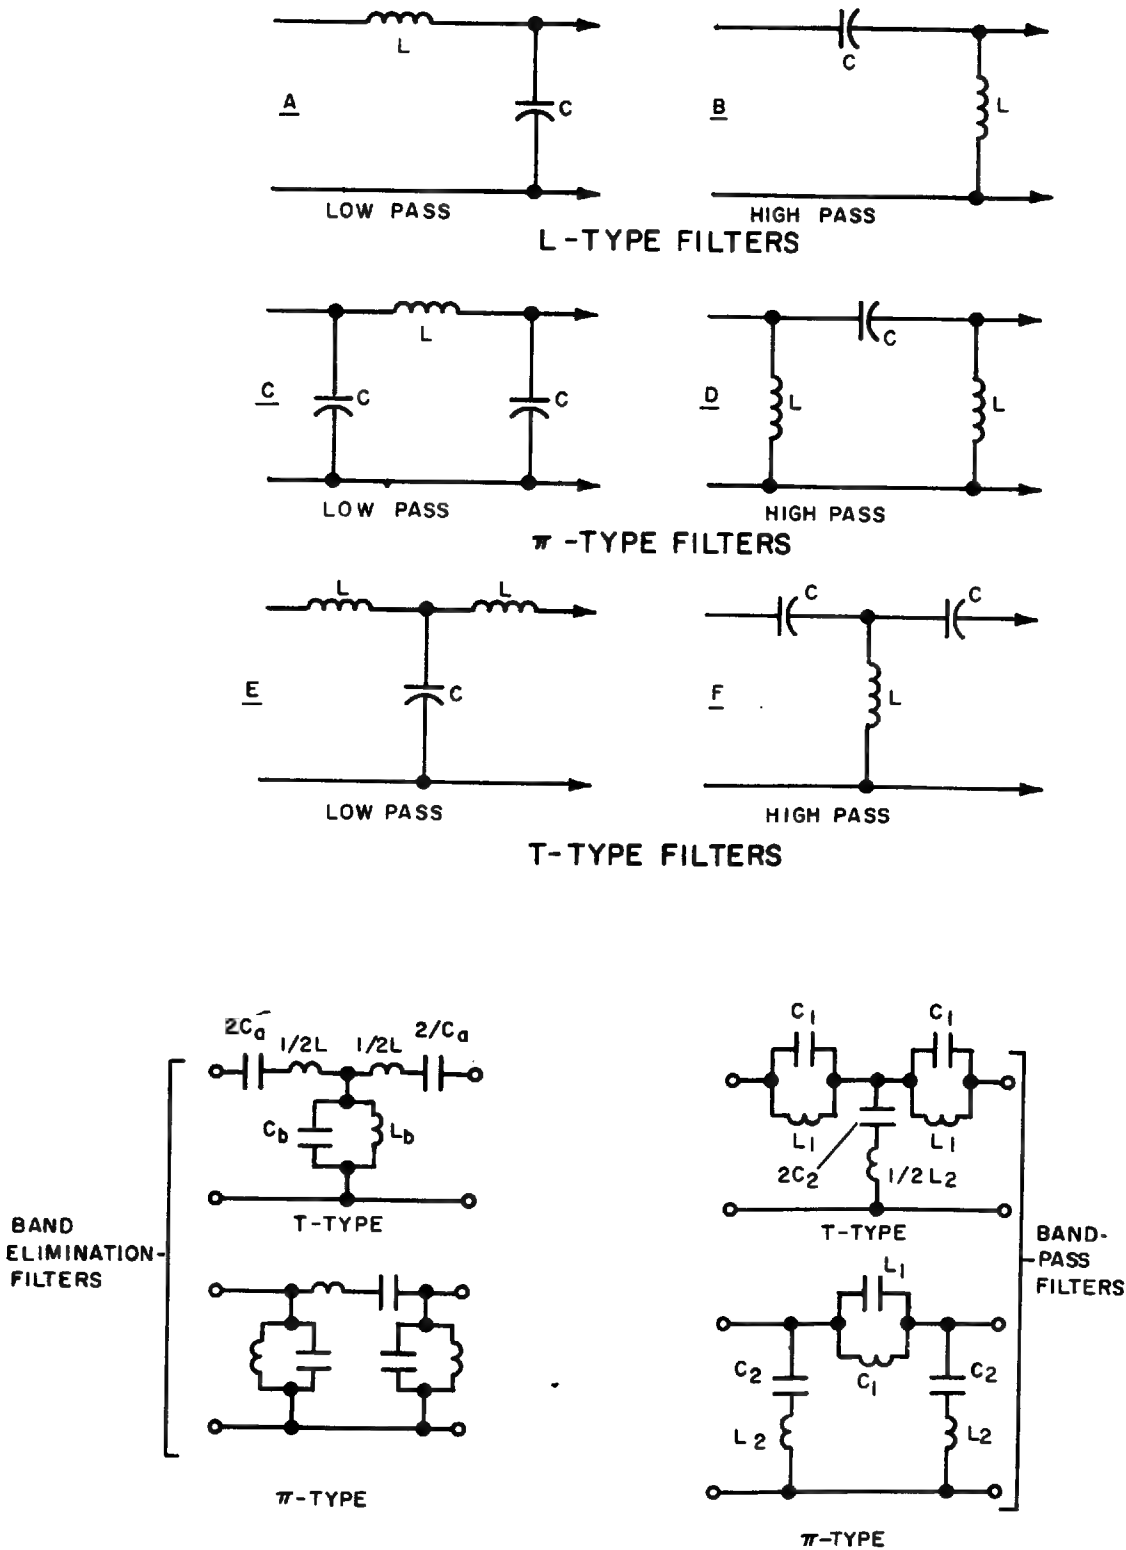 L
A
C
LOW PASS
C
B
L
HIGH PASS
L-TYPE FILTERS
L
C
C
C
LOW PASS
C
D
L
L
HIGH PASS
π-TYPE FILTERS
L
L
E
C
LOW PASS
C
C
F
L
HIGH PASS
T-TYPE FILTERS
2Ca
1/2L
1/2L
2/Ca
Cb
Lb
T-TYPE
BAND
ELIMINATION
FILTERS
π-TYPE
C1
C1
L1
L1
2C2
1/2L2
T-TYPE
BAND-
PASS
FILTERS
L1
C2
C1
C2
L2
L2
π-TYPE